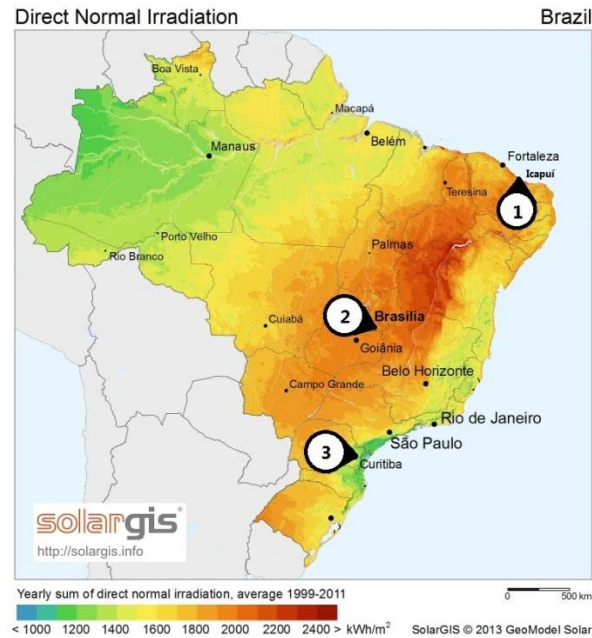 Direct Normal Irradiation
Brazil
Boa Vista
Macapá
Belém
Manaus
Fortaleza
Icapuí
Teresina
1
Porto Velho
Rio Branco
Palmas
2
Brasília
Cuiabá
Goiânia
Belo Horizonte
Campo Grande
Rio de Janeiro
São Paulo
3
Curitiba
solargis
http://solargis.info
Yearly sum of direct normal irradiation, average 1999-2011
0 500 km
< 1000 1200 1400 1600 1800 2000 2200 2400 > kWh/m²
SolarGIS © 2013 GeoModel Solar